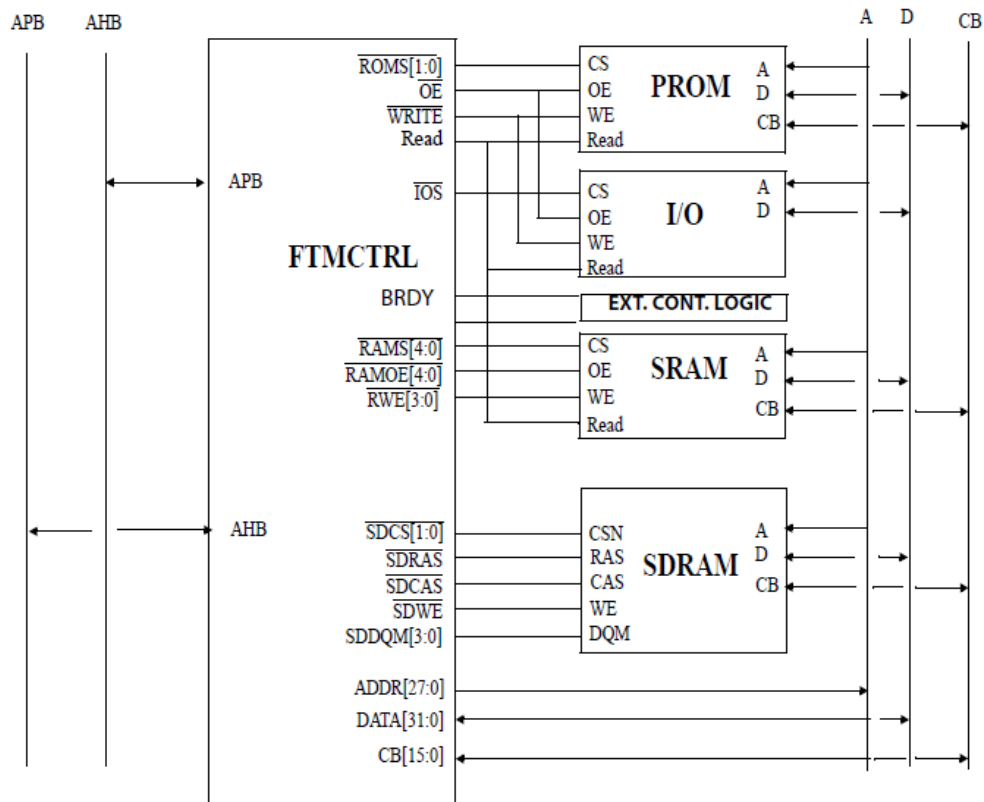 APB AHB A D CB
ROMS[1:0]
OE
WRITE
Read
CS
OE
WE
Read
PROM
A
D
CB
APB
IOS
CS
OE
WE
Read
I/O
A
D
FTMCTRL
BRDY
EXT. CONT. LOGIC
RAMS[4:0]
RAMOE[4:0]
RWE[3:0]
CS
OE
WE
Read
SRAM
A
D
CB
AHB
SDCS[1:0]
SDRAS
SDCAS
SDWE
SDDQM[3:0]
CSN
RAS
CAS
WE
DQM
SDRAM
A
D
CB
ADDR[27:0]
DATA[31:0]
CB[15:0]